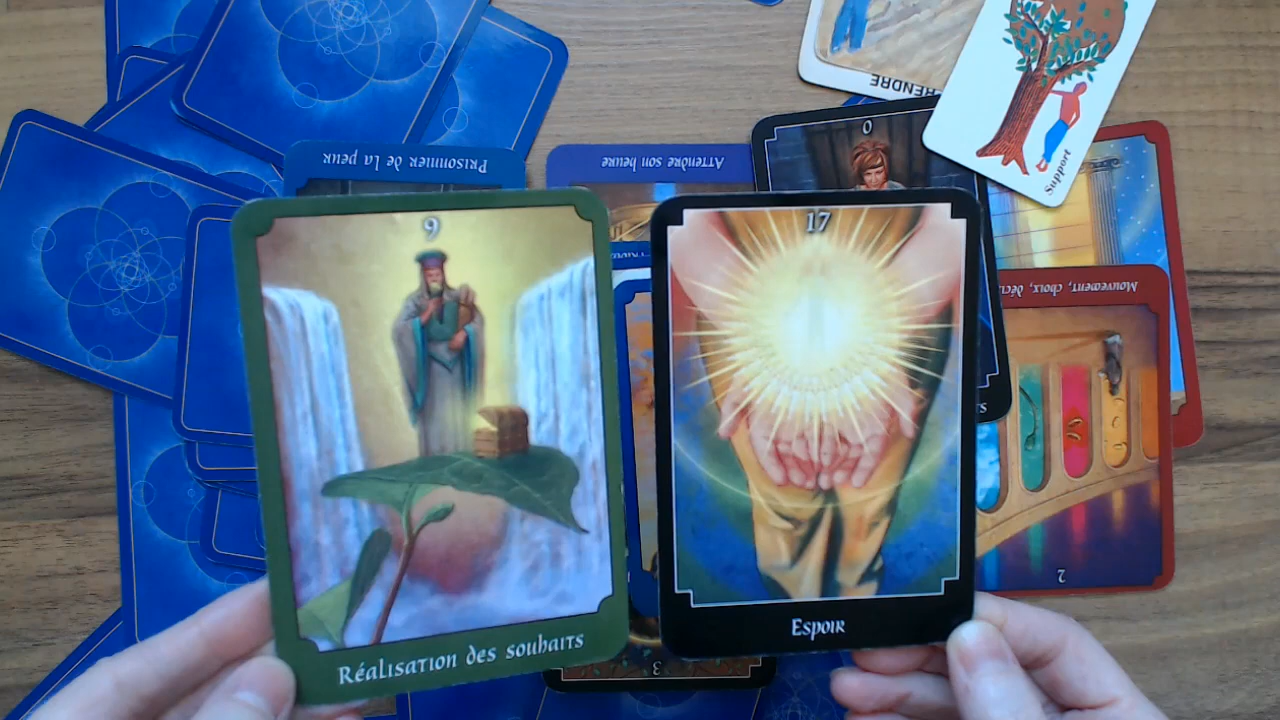 RENDRE
Support
0
Prisonnier de la peur
Attendre son heure
9
17
Mouvement, choix, déci
Réalisation des souhaits
Espoir
2
3